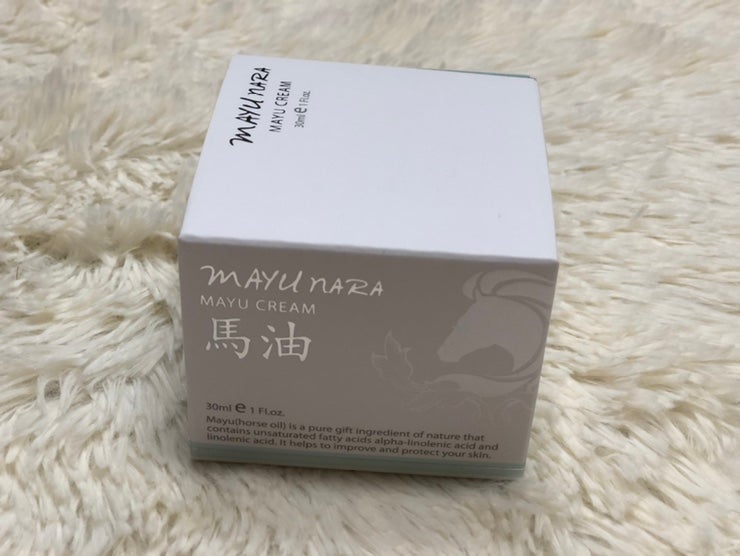 MAYU NARA
MAYU CREAM
30ml e 1 Fl.oz.
MAYU NARA
MAYU CREAM
馬油
30ml e 1 Fl.oz.
Mayu(horse oil) is a pure gift ingredient of nature that
contains unsaturated fatty acids alpha-linolenic acid and
linolenic acid. It helps to improve and protect your skin.